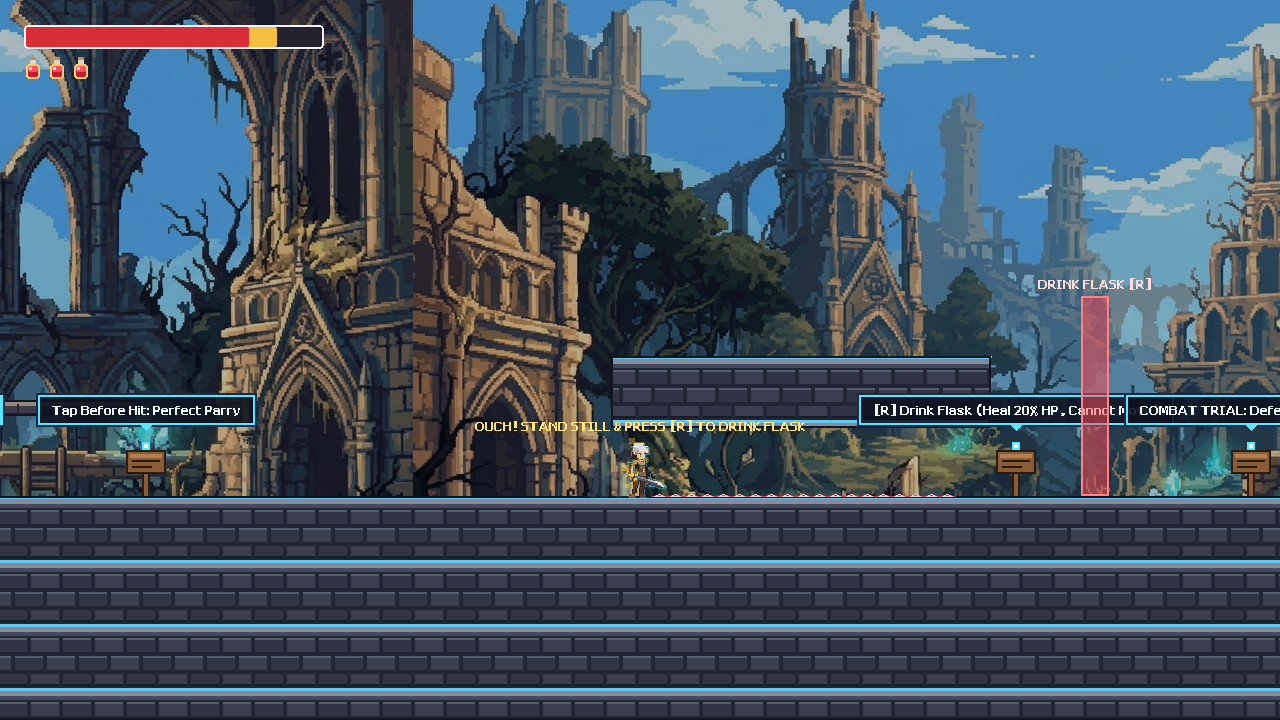 DRINK FLASK [R]
Tap Before Hit: Perfect Parry
[R] Drink Flask (Heal 20% HP, Cannot
COMBAT TRIAL: Defe
OUCH! STAND STILL & PRESS [R] TO DRINK FLASK